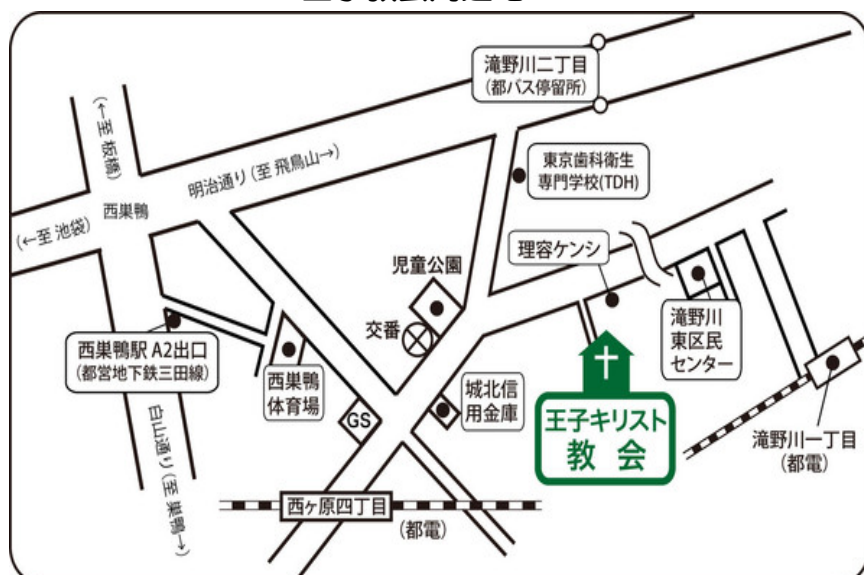 滝野川二丁目
(都バス停留所)
(←至 板橋)
明治通り (至 飛鳥山→)
西巣鴨
(←至 池袋)
東京歯科衛生
専門学校(TDH)
理容ケンシ
児童公園
交番
滝野川
東区民
センター
西巣鴨駅 A2出口
(都営地下鉄三田線)
西巣鴨
体育場
GS
城北信
用金庫
王子キリスト
教会
滝野川一丁目
(都電)
白山通り (至 巣鴨→)
西ヶ原四丁目
(都電)